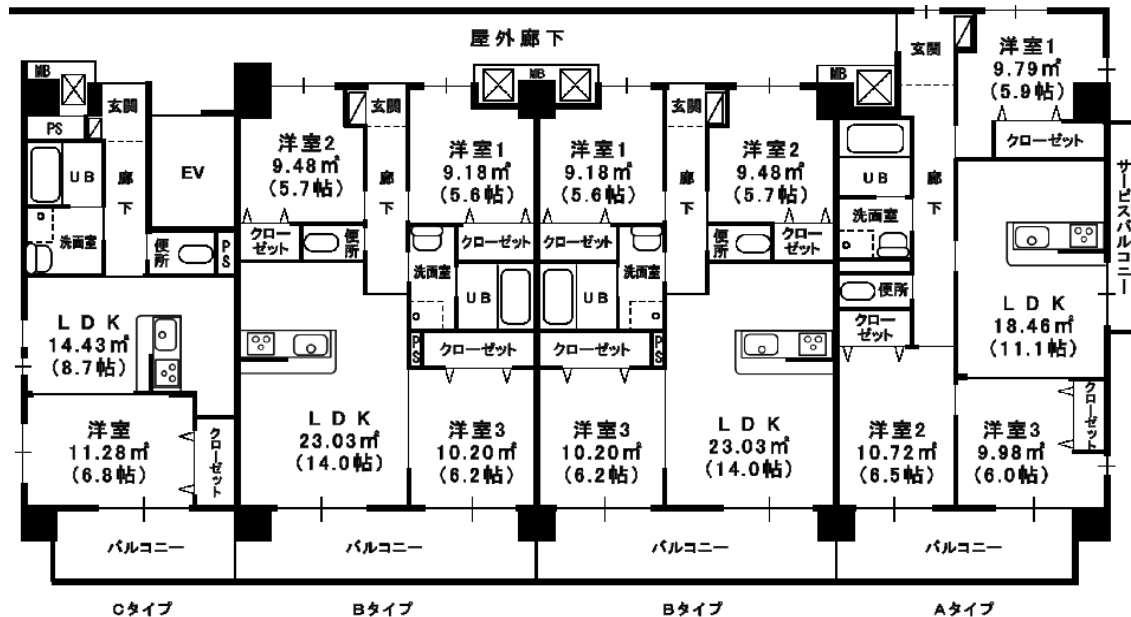 屋外廊下
MB
玄関
PS
UB
廊下
洗面室
便所
PS
EV
LDK
14.43㎡
(8.7帖)
洋室
11.28㎡
(6.8帖)
クローゼット
バルコニー
Cタイプ
玄関
洋室2
9.48㎡
(5.7帖)
廊下
洋室1
9.18㎡
(5.6帖)
MB
クローゼット
便所
クローゼット
洗面室
UB
PS
クローゼット
LDK
23.03㎡
(14.0帖)
洋室3
10.20㎡
(6.2帖)
バルコニー
Bタイプ
洋室1
9.18㎡
(5.6帖)
玄関
廊下
洋室2
9.48㎡
(5.7帖)
クローゼット
便所
クローゼット
UB
洗面室
クローゼット
PS
洋室3
10.20㎡
(6.2帖)
LDK
23.03㎡
(14.0帖)
バルコニー
Bタイプ
MB
玄関
洋室1
9.79㎡
(5.9帖)
クローゼット
サービスバルコニー
UB
廊下
洗面室
便所
クローゼット
LDK
18.46㎡
(11.1帖)
洋室2
10.72㎡
(6.5帖)
洋室3
9.98㎡
(6.0帖)
クローゼット
バルコニー
Aタイプ